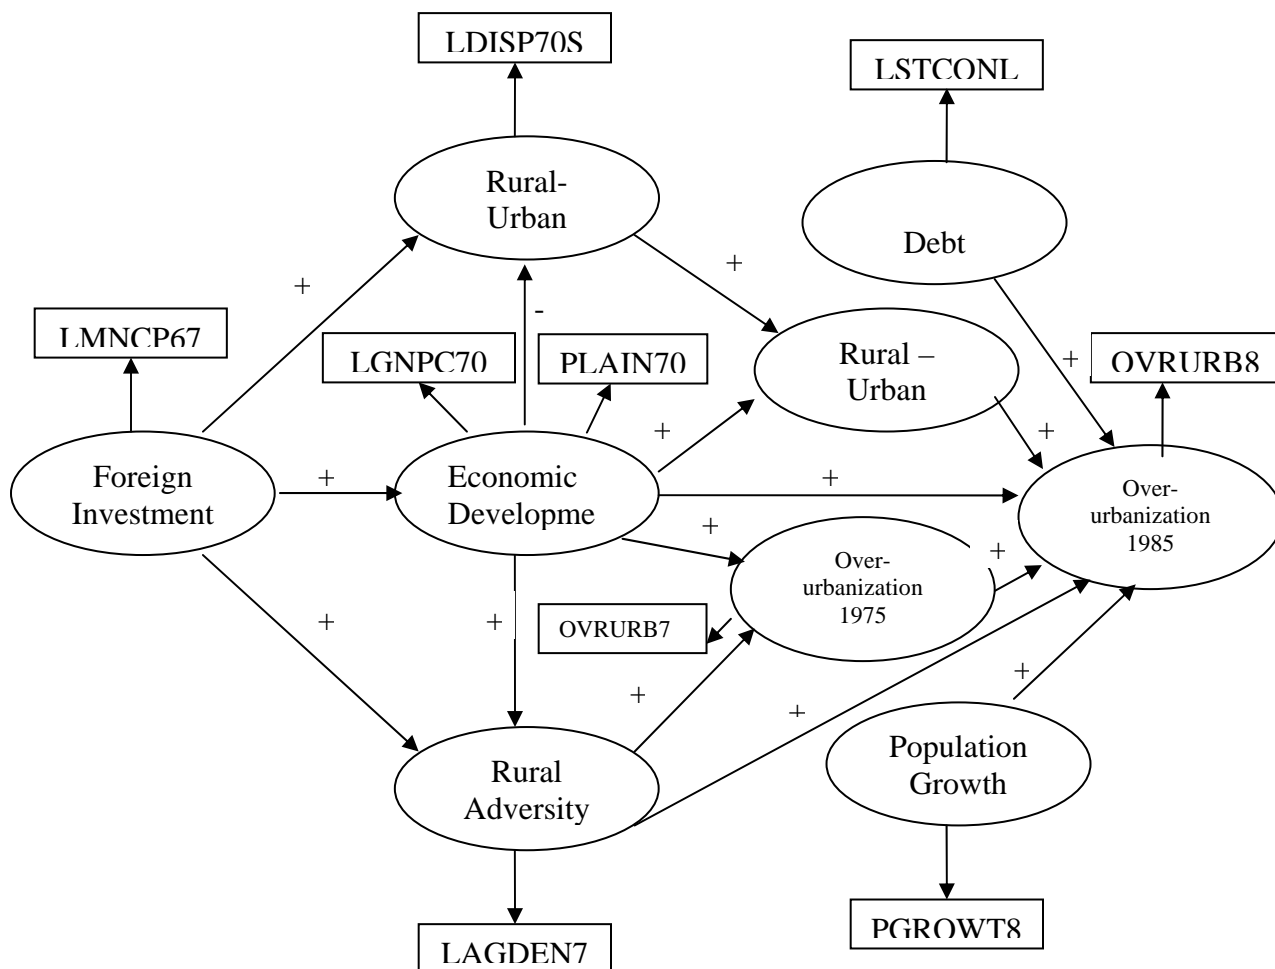 LDISP70S
LSTCONL
Rural-
Urban
Debt
+
+
-
LMNCP67
LGNPC70
PLAIN70
Rural –
Urban
+
OVRURB8
+
+
Foreign
Investment
+
Economic
Developme
+
Over-
urbanization
1985
+
Over-
urbanization
1975
+
OVRURB7
+
+
+
+
+
Rural
Adversity
Population
Growth
PGROWT8
LAGDEN7